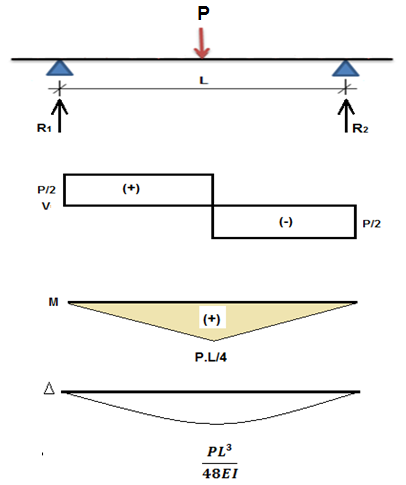 P
L
R1 R2
P/2 (+)
V
(-) P/2
M (+)
P.L/4
Δ
PL³
48EI